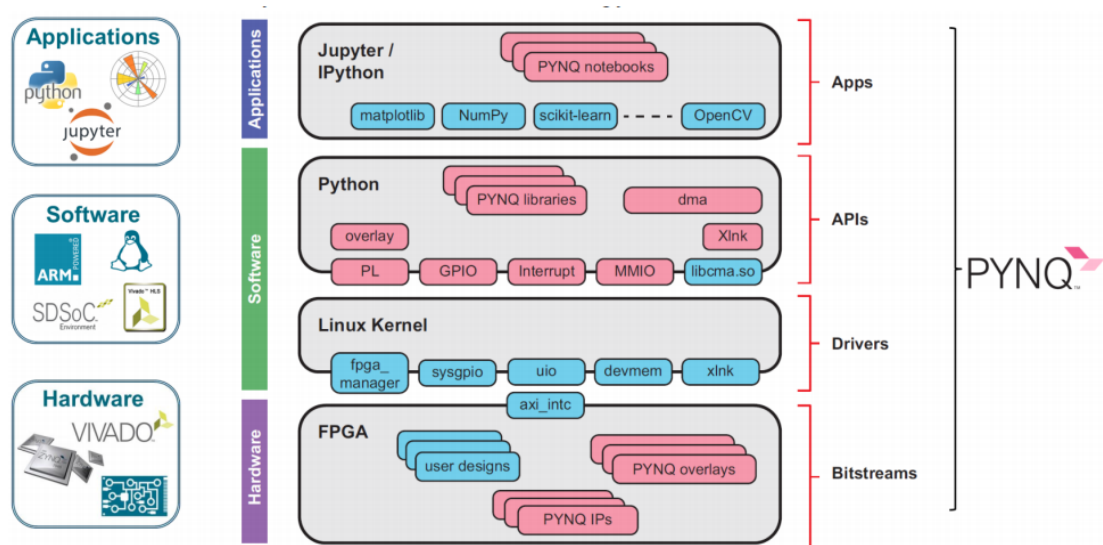 Applications
python
jupyter
Software
ARM
POWERED
SDSoC
Environment
Vivado HLS
Hardware
VIVADO
ZYNQ
Applications
Software
Hardware
Jupyter /
IPython
PYNQ notebooks
matplotlib
NumPy
scikit-learn
OpenCV
Python
PYNQ libraries
dma
overlay
Xlnk
PL
GPIO
Interrupt
MMIO
libcma.so
Linux Kernel
fpga_
manager
sysgpio
uio
devmem
xlnk
axi_intc
FPGA
user designs
PYNQ overlays
PYNQ IPs
Apps
APIs
Drivers
Bitstreams
PYNQ